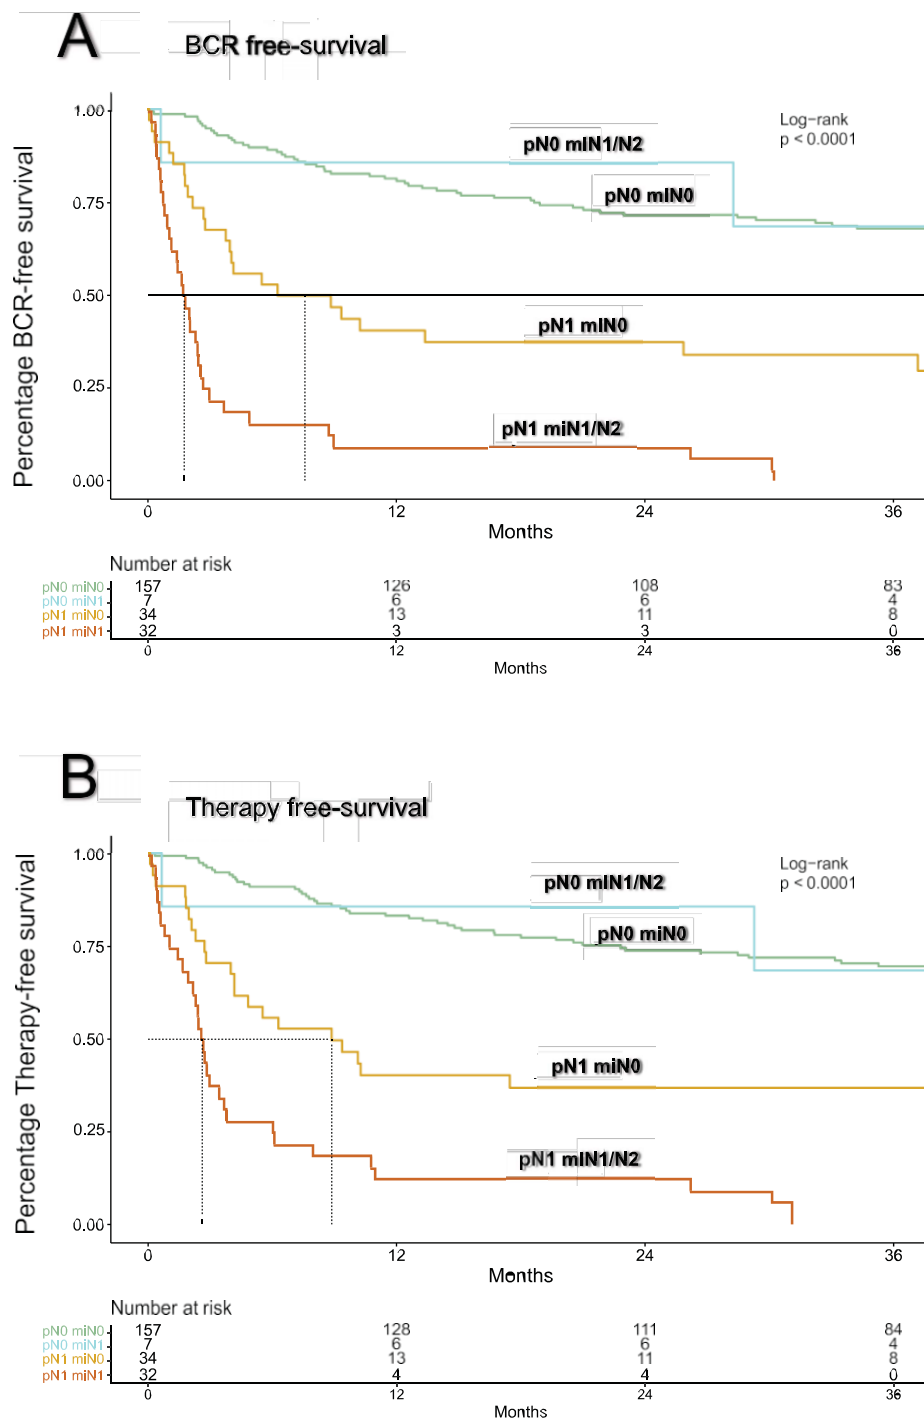 A
BCR free-survival
Percentage BCR-free survival
1.00
0.75
0.50
0.25
0.00
Log-rank
p < 0.0001
pN0 mIN1/N2
pN0 mIN0
pN1 mIN0
pN1 miN1/N2
0 12 24 36
Months
Number at risk
pN0 miN0 157 126 108 83
pN0 miN1 7 6 6 4
pN1 miN0 34 13 11 8
pN1 miN1 32 3 3 0
0 12 24 36
Months
B
Therapy free-survival
Percentage Therapy-free survival
1.00
0.75
0.50
0.25
0.00
Log-rank
p < 0.0001
pN0 mIN1/N2
pN0 miN0
pN1 miN0
pN1 mIN1/N2
0 12 24 36
Months
Number at risk
pN0 miN0 157 128 111 84
pN0 miN1 7 6 6 4
pN1 miN0 34 13 11 8
pN1 miN1 32 4 4 0
0 12 24 36
Months